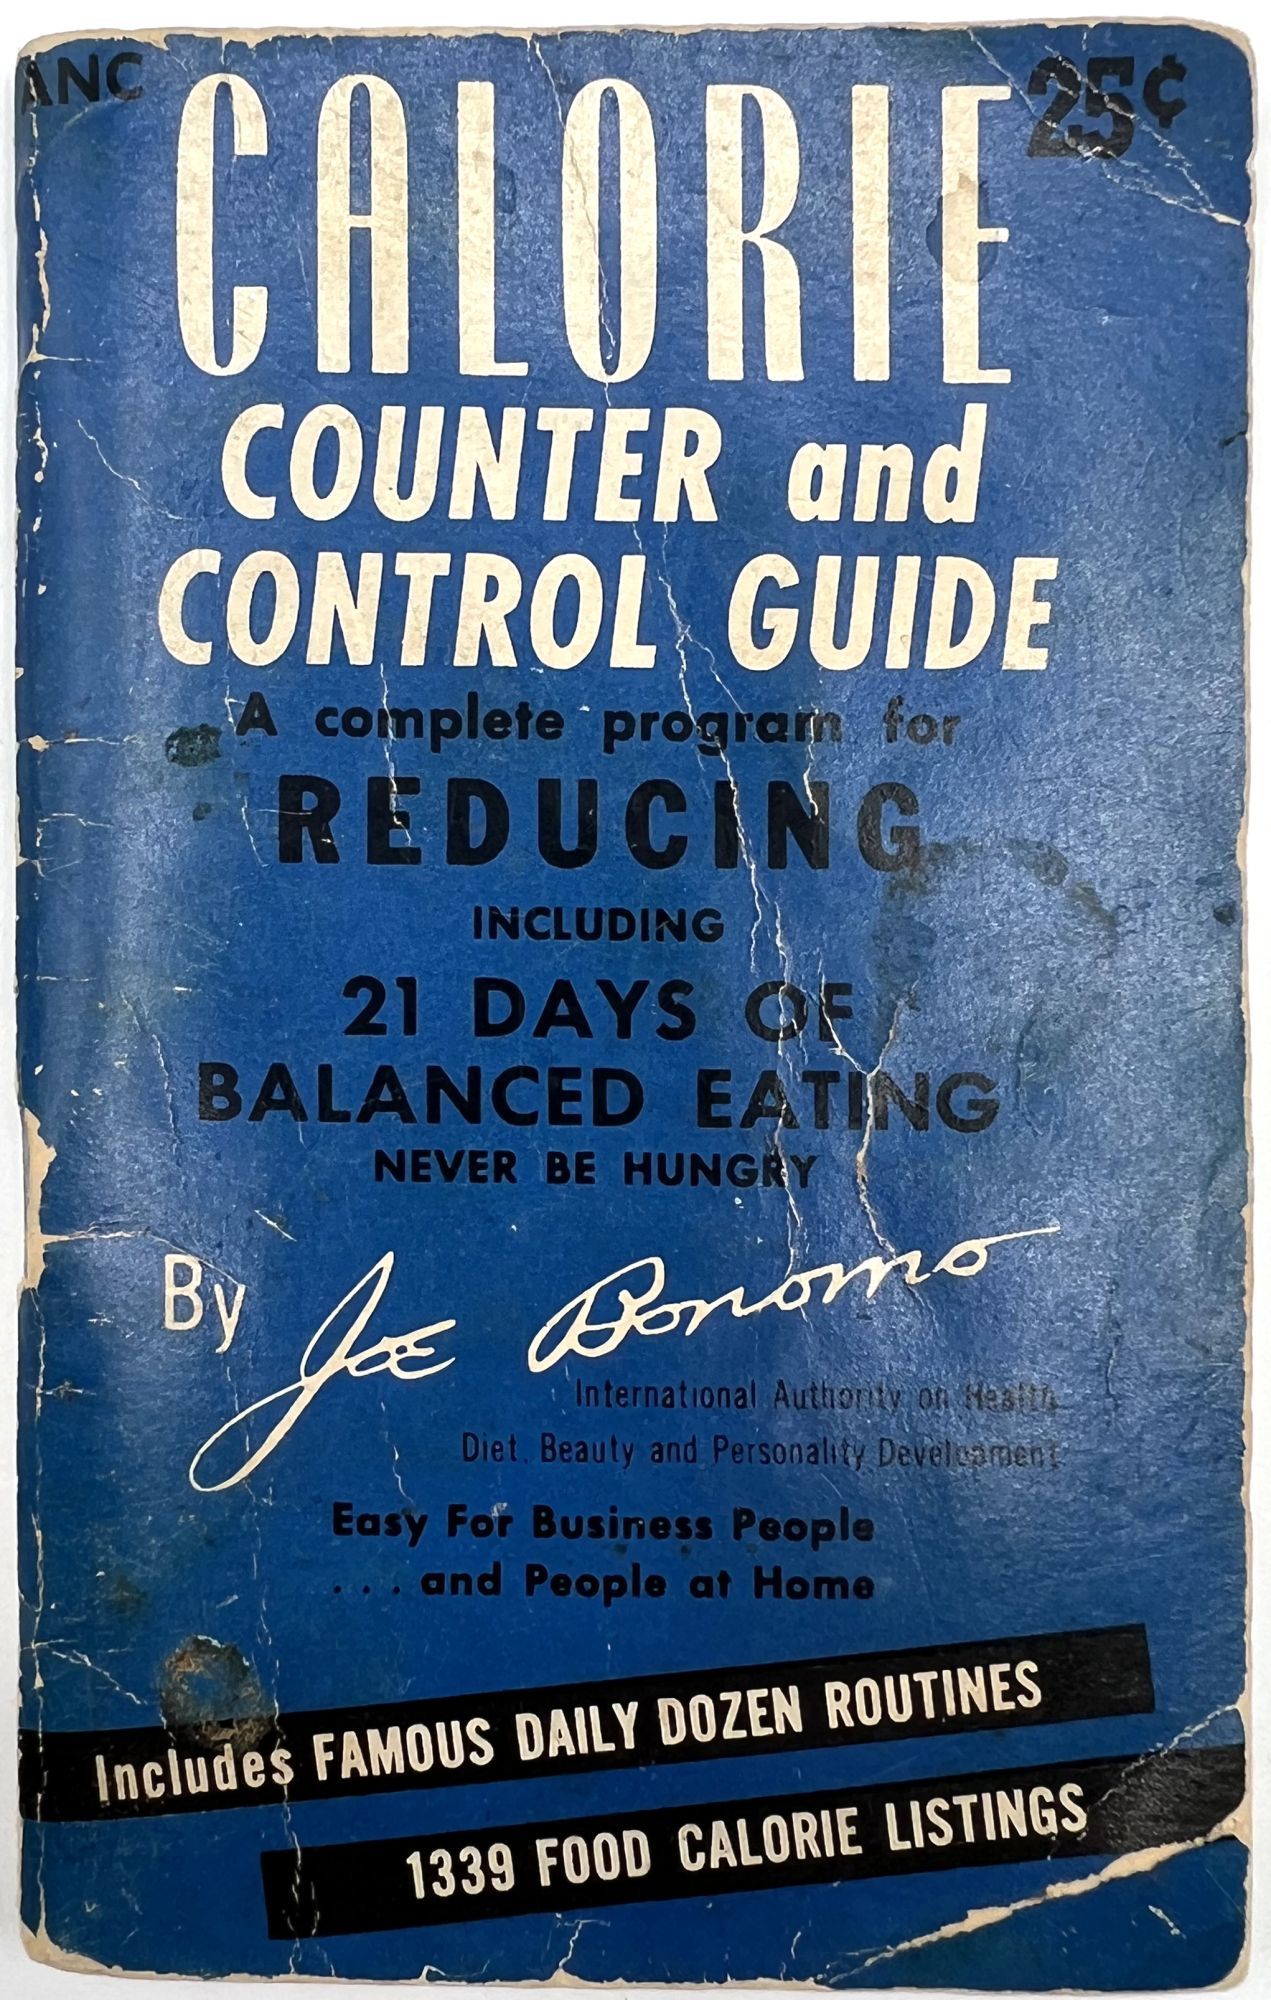 ANC
25¢
CALORIE
COUNTER and
CONTROL GUIDE
A complete program for
REDUCING
INCLUDING
21 DAYS OF
BALANCED EATING
NEVER BE HUNGRY
By Joe Bonomo
International Authority on Health
Diet, Beauty and Personality Development
Easy For Business People
...and People at Home
Includes FAMOUS DAILY DOZEN ROUTINES
1339 FOOD CALORIE LISTINGS